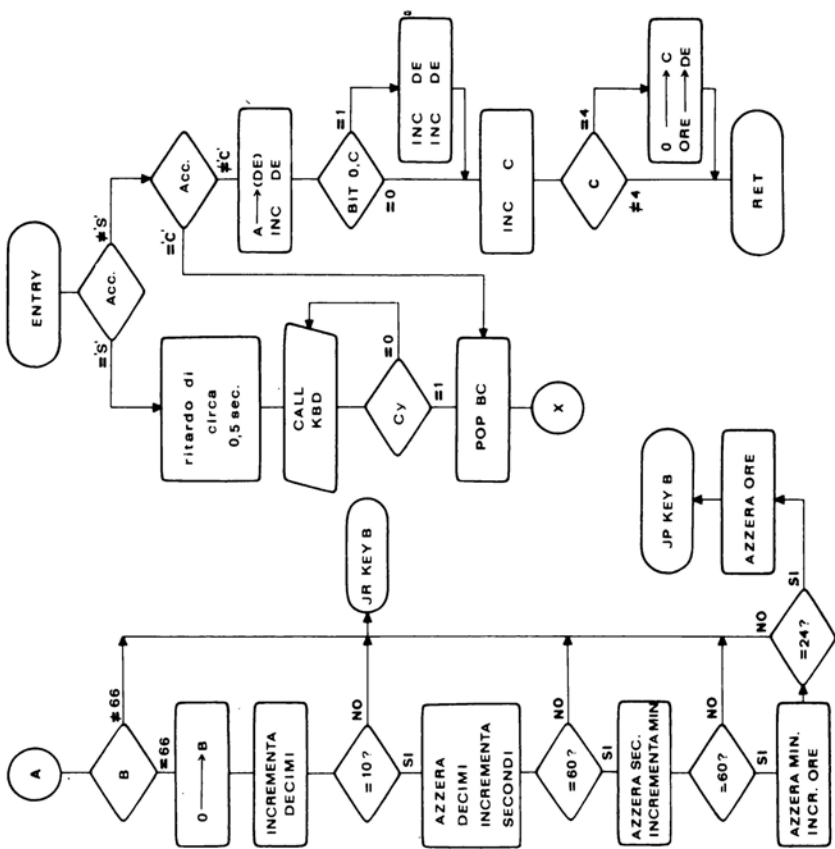 A
B
≠66
=66
0 → B
INCREMENTA
DECIMI
=10?
NO
SI
AZZERA
DECIMI
INCREMENTA
SECONDI
=60?
NO
SI
AZZERA SEC.
INCREMENTA MIN
=60?
NO
SI
AZZERA MIN.
INCR. ORE
=24?
NO
SI
AZZERA ORE
JP KEY B
JR KEY B
ENTRY
Acc.
='S'
≠'S'
ritardo di
circa
0,5 sec.
CALL
KBD
Cy
=0
=1
POP BC
X
Acc.
='C'
≠'C'
A → (DE)
INC DE
BIT 0,C
=1
=0
INC DE
INC DE
INC C
C
=4
≠4
0 → C
ORE → DE
RET